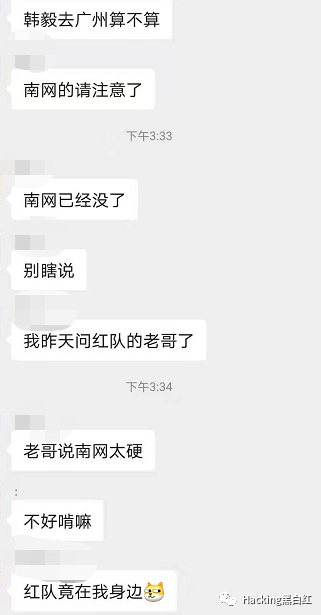 韩毅去广州算不算
南网的请注意了
下午3:33
南网已经没了
别瞎说
我昨天问红队的老哥了
下午3:34
老哥说南网太硬
:
不好啃嘛
红队竟在我身边
Hacking黑白红